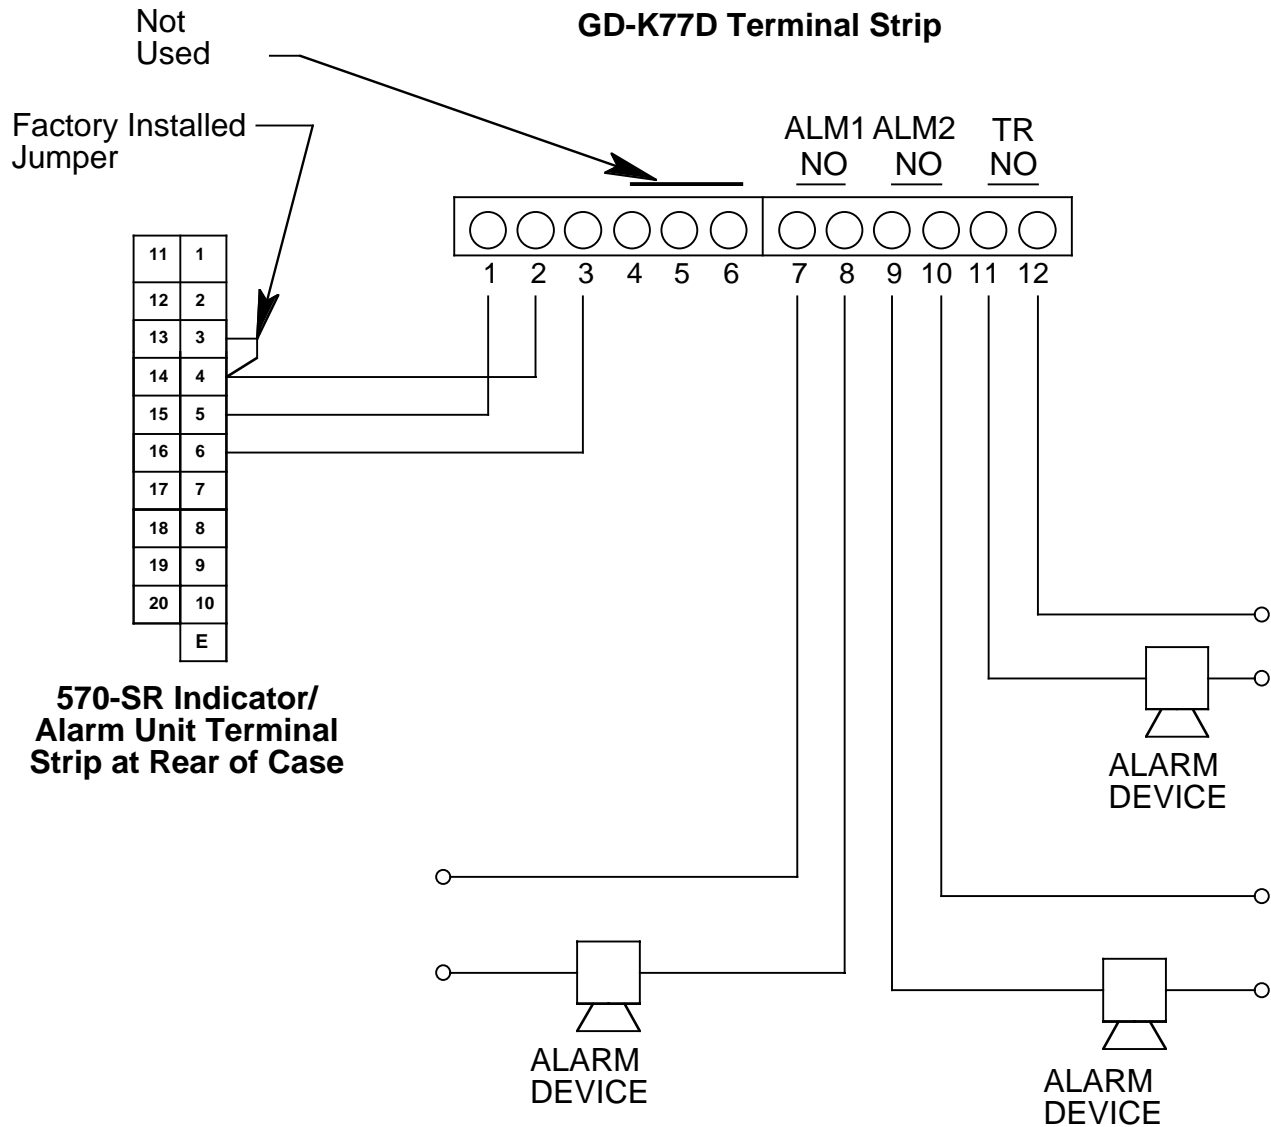 Not
Used
GD-K77D Terminal Strip
Factory Installed
Jumper
ALM1 ALM2 TR
NO NO NO
1 2 3 4 5 6 7 8 9 10 11 12
11 1
12 2
13 3
14 4
15 5
16 6
17 7
18 8
19 9
20 10
E
570-SR Indicator/
Alarm Unit Terminal
Strip at Rear of Case
ALARM
DEVICE
ALARM
DEVICE
ALARM
DEVICE